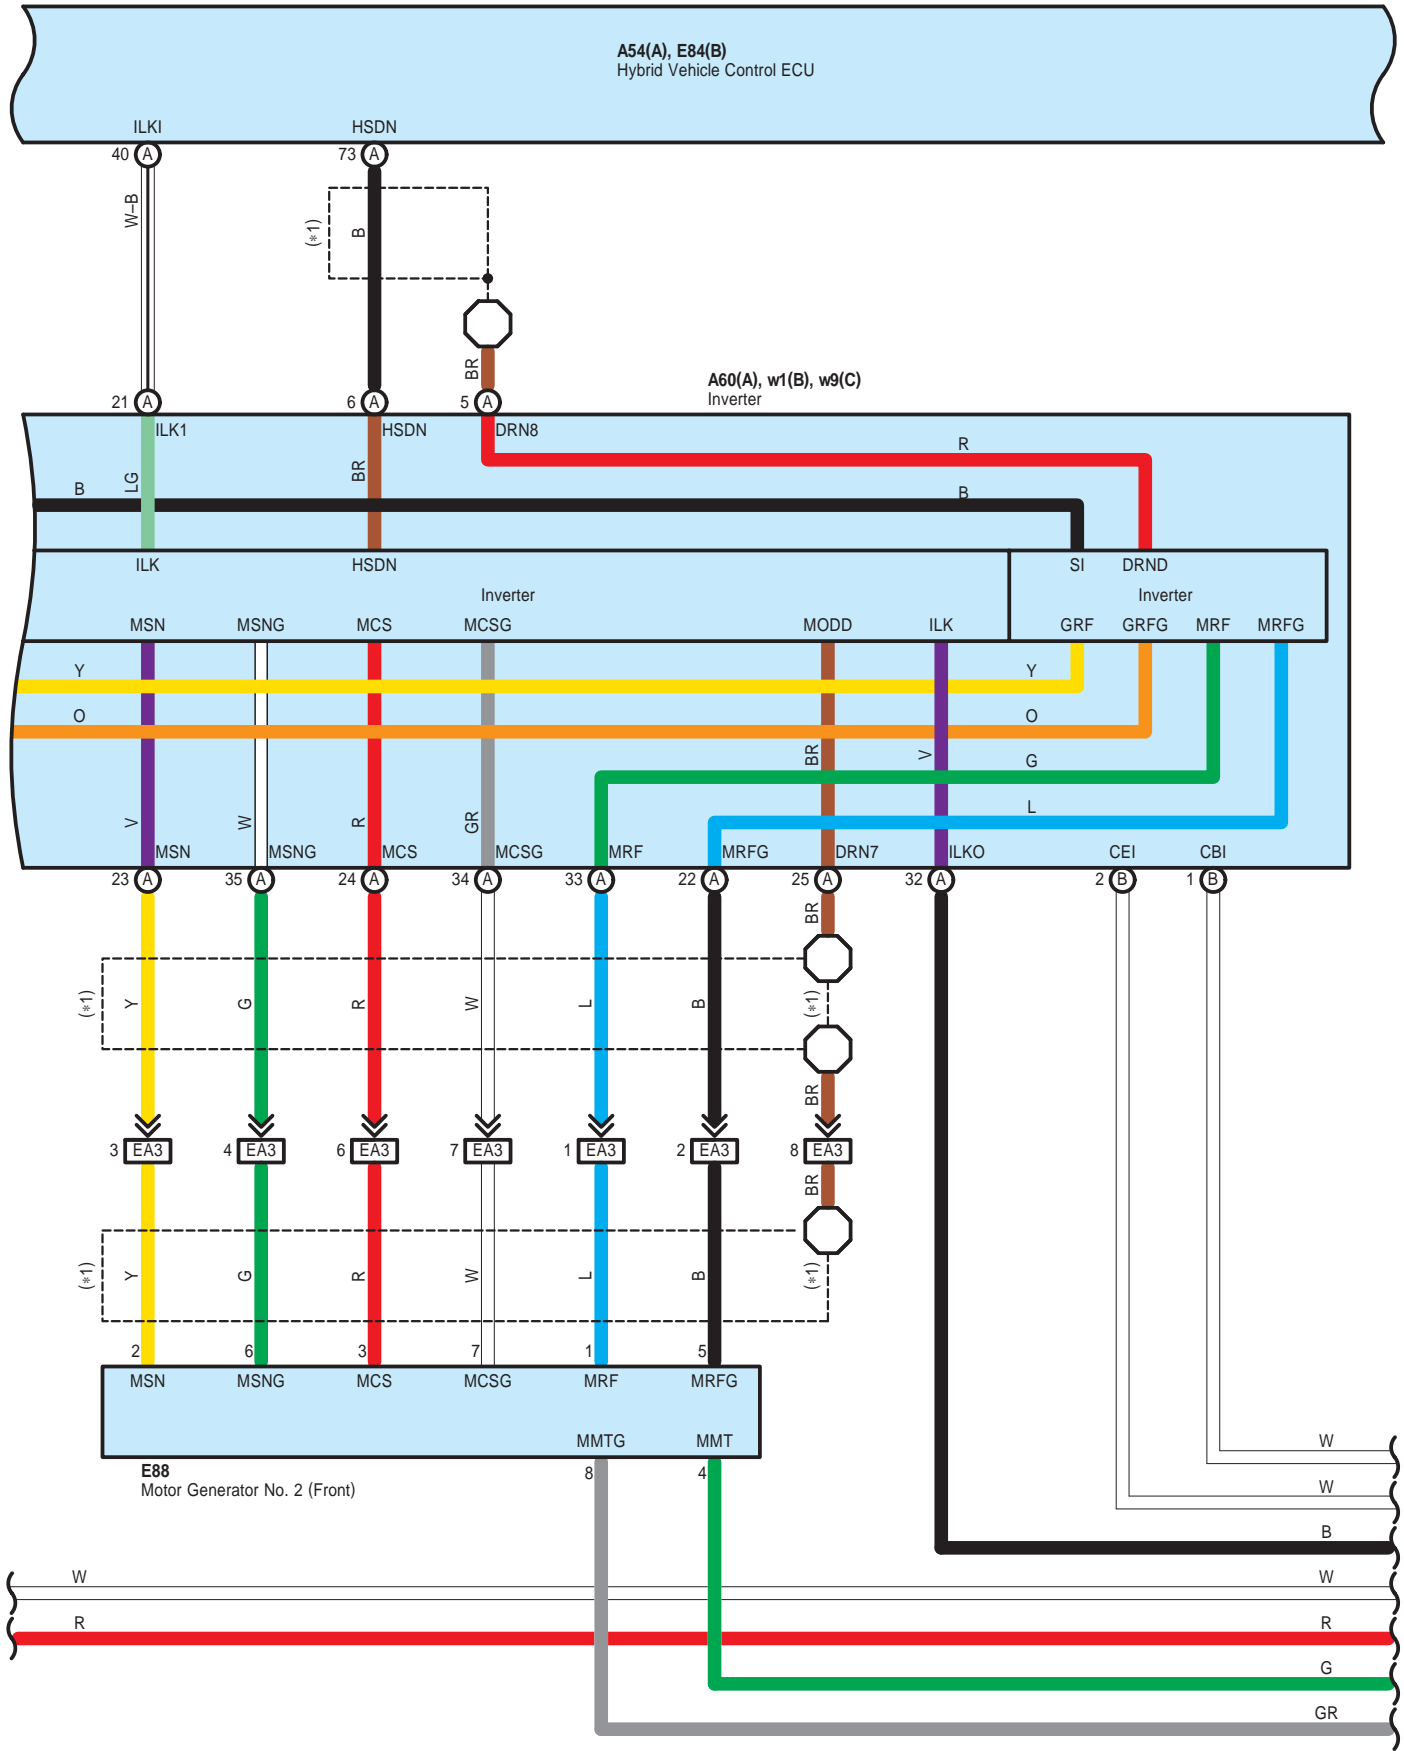 A54(A), E84(B)
Hybrid Vehicle Control ECU
ILKI
HSDN
40 A
73 A
W–B
(*1)
B
BR
A60(A), w1(B), w9(C)
Inverter
21 A
6 A
5 A
ILK1
HSDN
DRN8
R
LG
BR
B
B
ILK
HSDN
SI
DRND
Inverter
Inverter
MSN
MSNG
MCS
MCSG
MODD
ILK
GRF
GRFG
MRF
MRFG
Y
Y
O
O
BR
V
G
L
V
W
R
GR
MSN
MSNG
MCS
MCSG
MRF
MRFG
DRN7
ILKO
CEI
CBI
23 A
35 A
24 A
34 A
33 A
22 A
25 A
32 A
2 B
1 B
BR
(*1)
Y
G
R
W
L
B
(*1)
BR
3 EA3
4 EA3
6 EA3
7 EA3
1 EA3
2 EA3
8 EA3
BR
(*1)
Y
G
R
W
L
B
(*1)
2
6
3
7
1
5
MSN
MSNG
MCS
MCSG
MRF
MRFG
MMTG
MMT
E88
Motor Generator No. 2 (Front)
8
4
W
W
B
W
W
R
R
G
GR